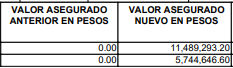 VALOR ASEGURADO ANTERIOR EN PESOS
VALOR ASEGURADO NUEVO EN PESOS
0.00 11,489,293.20
0.00 5,744,646.60